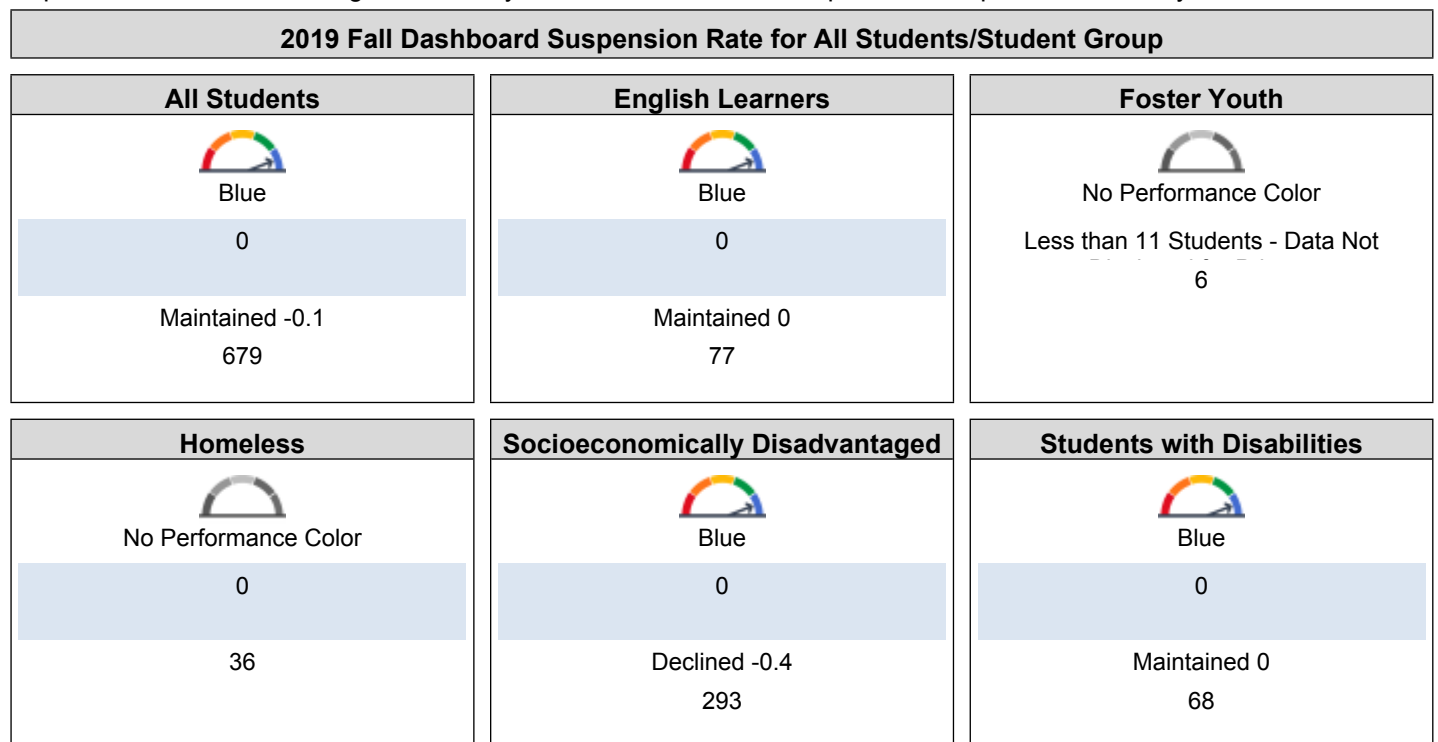 2019 Fall Dashboard Suspension Rate for All Students/Student Group
All Students
Blue
0
Maintained -0.1
679
English Learners
Blue
0
Maintained 0
77
Foster Youth
No Performance Color
Less than 11 Students - Data Not
6
Homeless
No Performance Color
0
36
Socioeconomically Disadvantaged
Blue
0
Declined -0.4
293
Students with Disabilities
Blue
0
Maintained 0
68